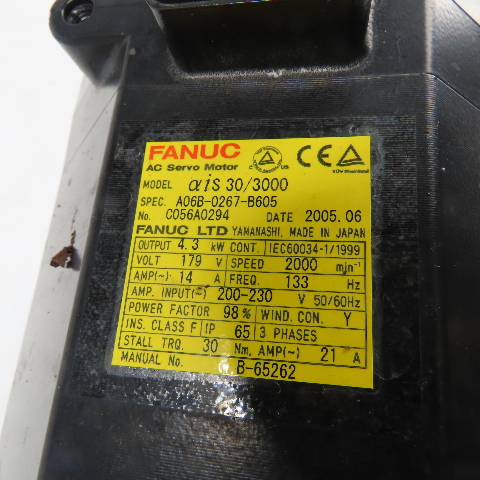 FANUC
AC Servo Motor
MODEL αiS 30/3000
SPEC. A06B-0267-B605
No. C056A0294 DATE 2005.06
FANUC LTD YAMANASHI, MADE IN JAPAN
OUTPUT 4.3 kW CONT. IEC60034-1/1999
VOLT 179 V SPEED 2000 min⁻¹
AMP(~) 14 A FREQ. 133 Hz
AMP. INPUT(~) 200-230 V 50/60Hz
POWER FACTOR 98% WIND. CON. Y
INS. CLASS F IP 65 3 PHASES
STALL TRQ. 30 Nm, AMP(~) 21 A
MANUAL No. B-65262